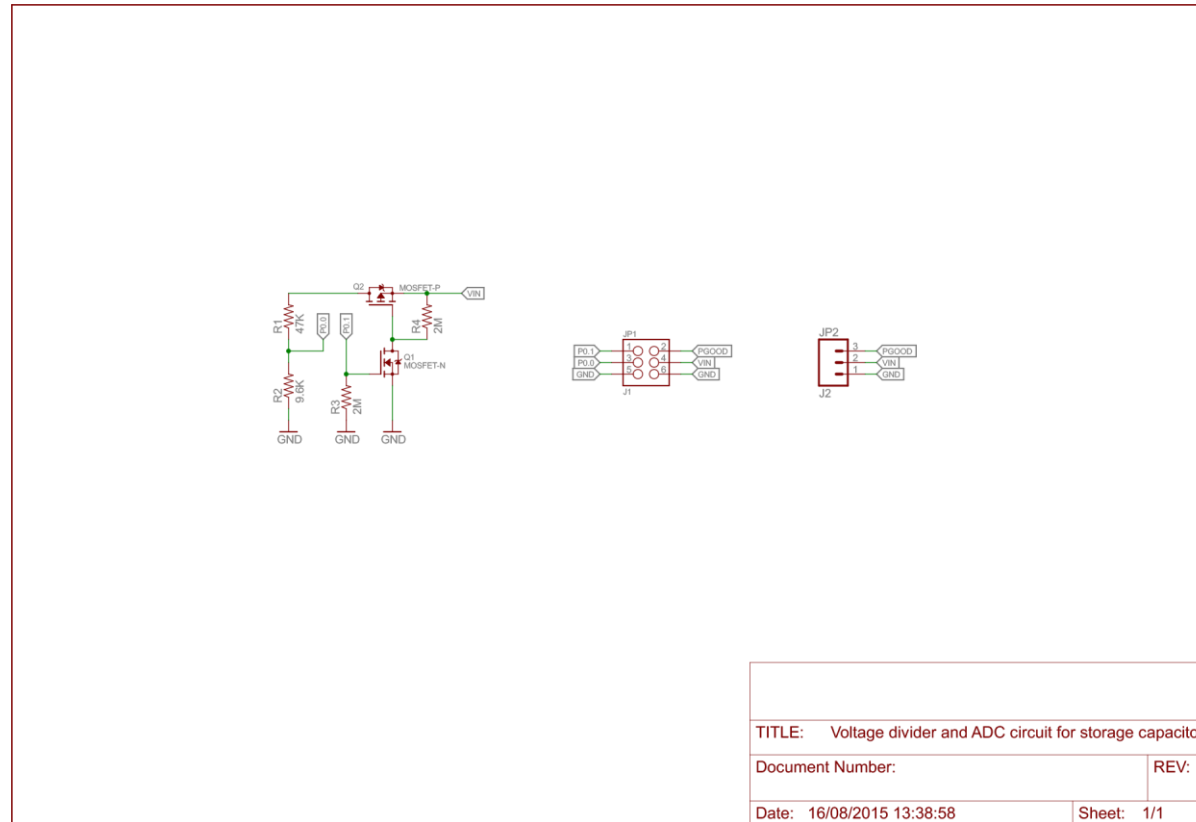 Q2 MOSFET-P VIN
R1 47K P0.0 P0.1 R4 2M
Q1
MOSFET-N
R2 9.6K R3 2M
GND GND GND
JP1
P0.1 1 2 PGOOD
P0.0 3 4 VIN
GND 5 6 GND
J1
JP2
3 PGOOD
2 VIN
1 GND
J2
TITLE: Voltage divider and ADC circuit for storage capacito
Document Number: REV:
Date: 16/08/2015 13:38:58 Sheet: 1/1